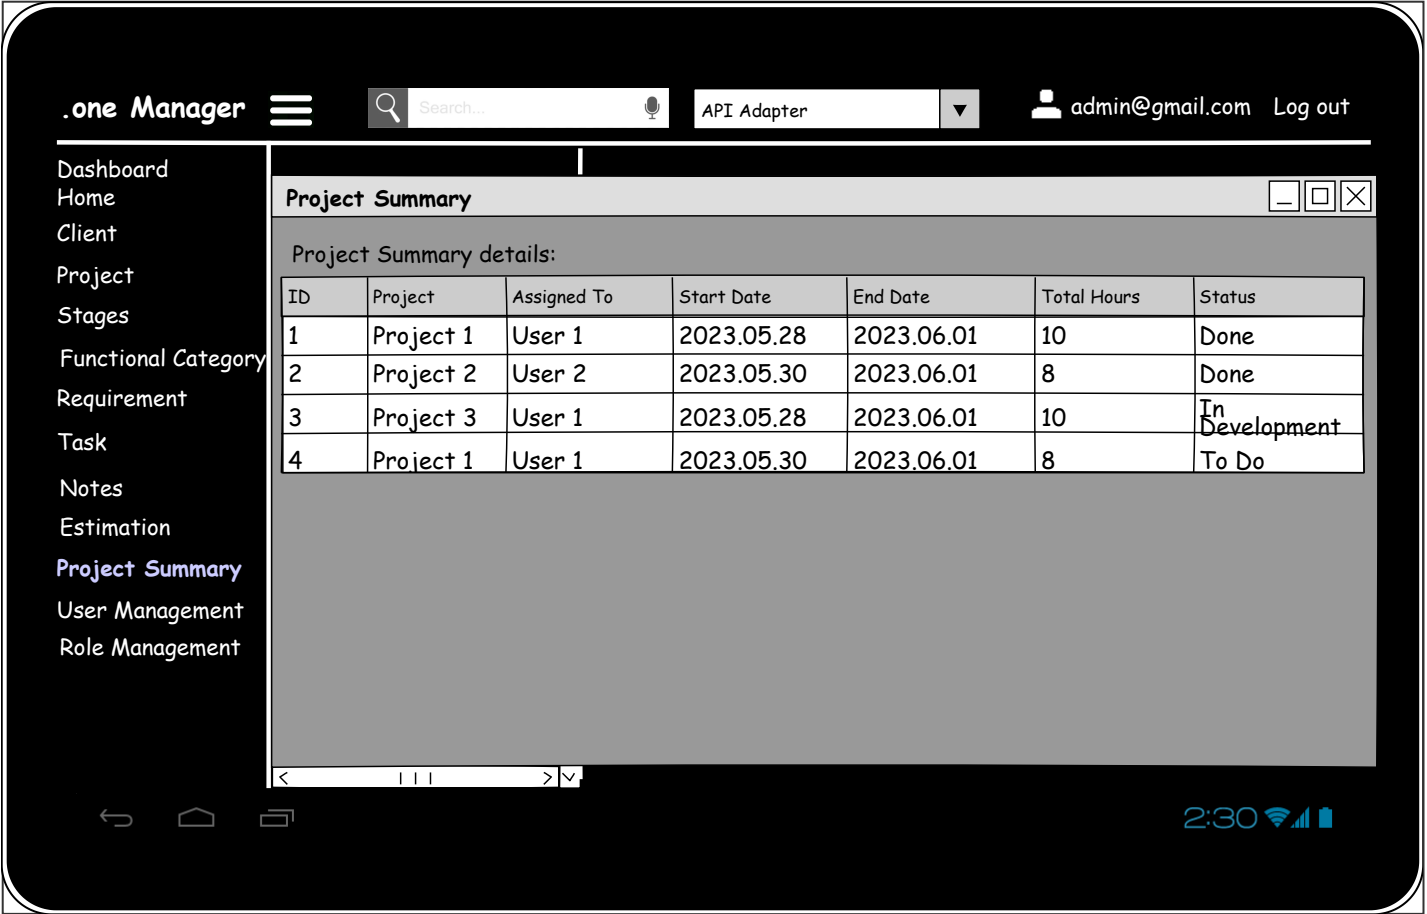 .one Manager
Search...
API Adapter
admin@gmail.com Log out
Dashboard
Home
Client
Project
Stages
Functional Category
Requirement
Task
Notes
Estimation
Project Summary
User Management
Role Management
Project Summary
Project Summary details:
ID Project Assigned To Start Date End Date Total Hours Status
1 Project 1 User 1 2023.05.28 2023.06.01 10 Done
2 Project 2 User 2 2023.05.30 2023.06.01 8 Done
3 Project 3 User 1 2023.05.28 2023.06.01 10 In
Development
4 Project 1 User 1 2023.05.30 2023.06.01 8 To Do
2:30